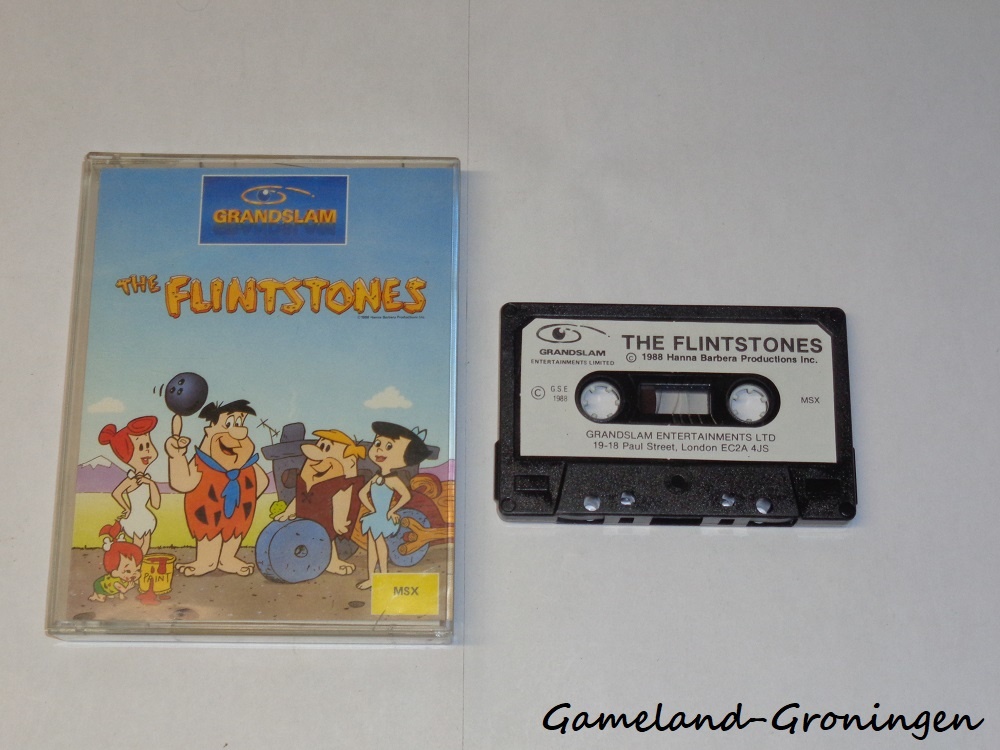 GRANDSLAM
THE FLINTSTONES
PAINT
MSX
GRANDSLAM
ENTERTAINMENTS LIMITED
THE FLINTSTONES
© 1988 Hanna Barbera Productions Inc.
© G.S.E.
1988
MSX
GRANDSLAM ENTERTAINMENTS LTD
19-18 Paul Street, London EC2A 4JS
Gameland-Groningen